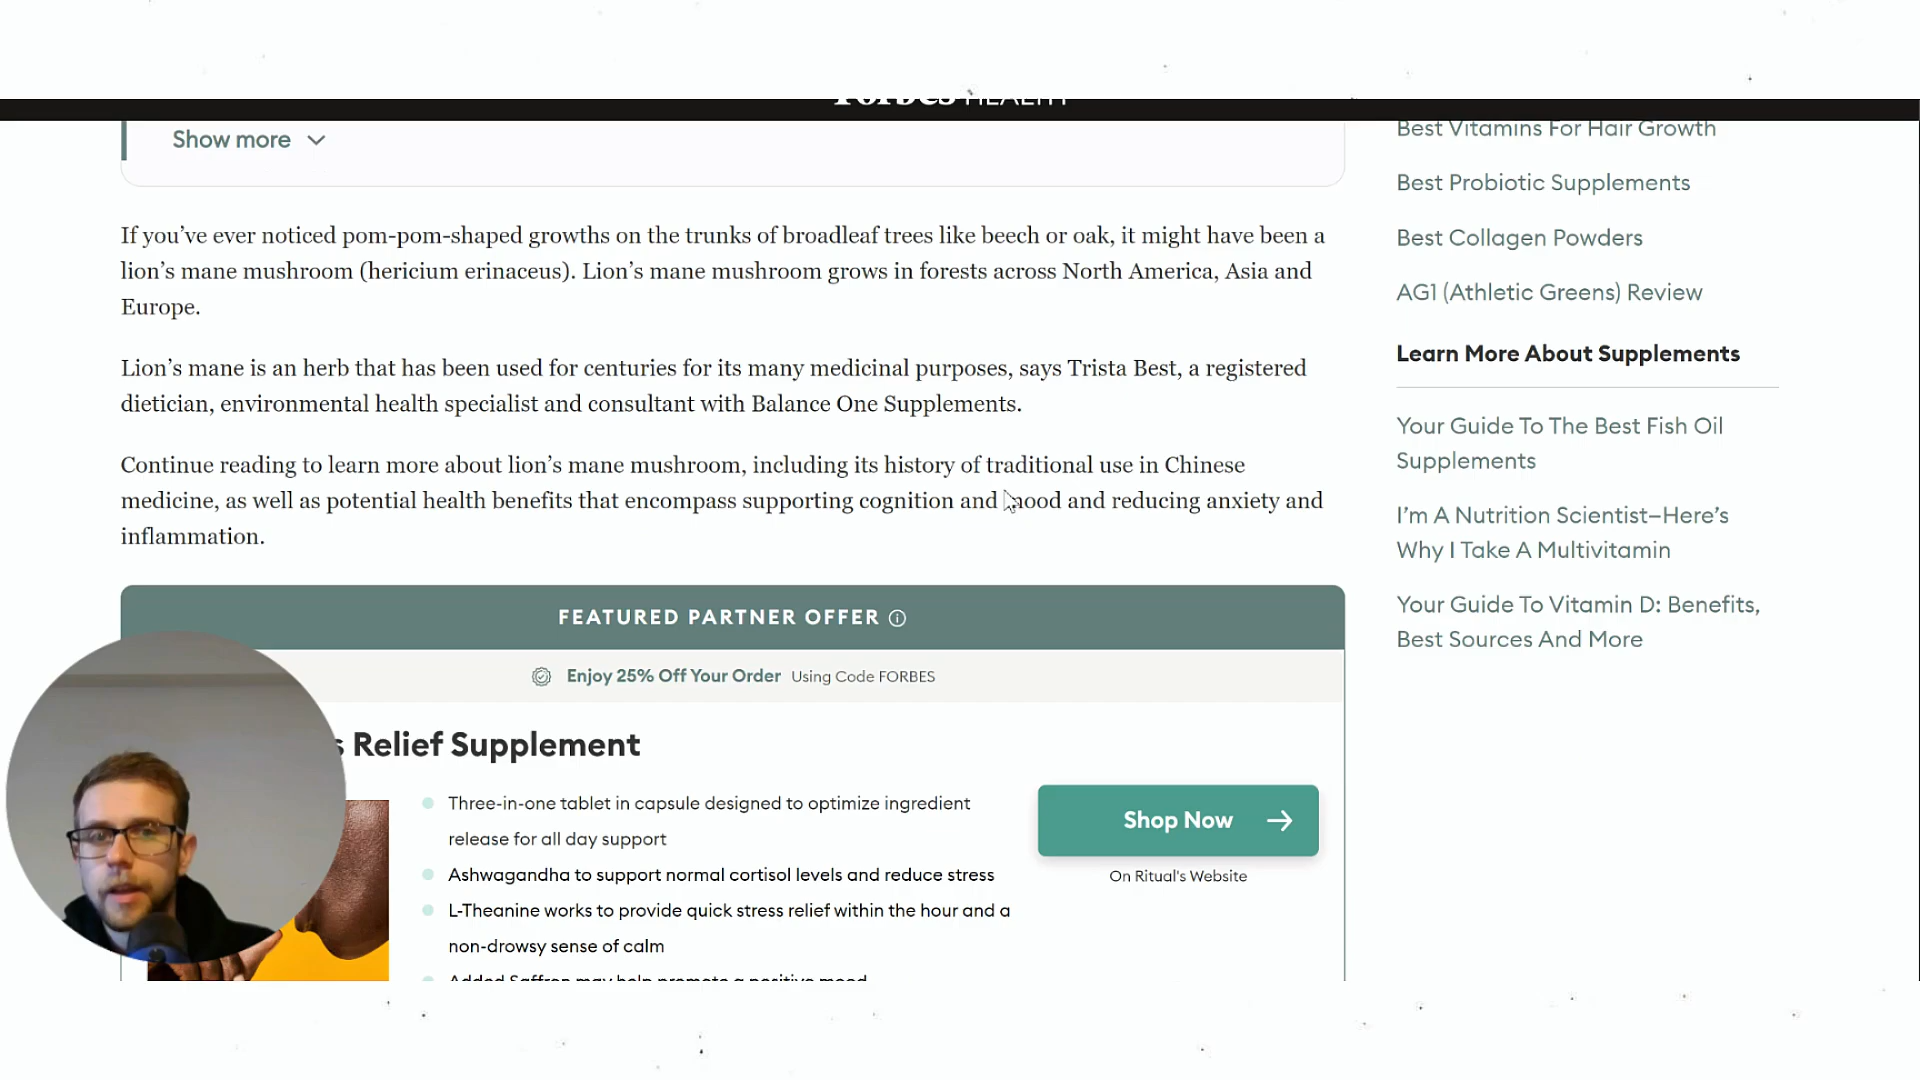 Forbes HEALTH
Show more
If you’ve ever noticed pom-pom-shaped growths on the trunks of broadleaf trees like beech or oak, it might have been a
lion’s mane mushroom (hericium erinaceus). Lion’s mane mushroom grows in forests across North America, Asia and
Europe.
Lion’s mane is an herb that has been used for centuries for its many medicinal purposes, says Trista Best, a registered
dietician, environmental health specialist and consultant with Balance One Supplements.
Continue reading to learn more about lion’s mane mushroom, including its history of traditional use in Chinese
medicine, as well as potential health benefits that encompass supporting cognition and mood and reducing anxiety and
inflammation.
FEATURED PARTNER OFFER
Enjoy 25% Off Your Order Using Code FORBES
Relief Supplement
Three-in-one tablet in capsule designed to optimize ingredient
release for all day support
Ashwagandha to support normal cortisol levels and reduce stress
L-Theanine works to provide quick stress relief within the hour and a
non-drowsy sense of calm
Added Saffron may help promote a positive mood
Shop Now
On Ritual's Website
Best Vitamins For Hair Growth
Best Probiotic Supplements
Best Collagen Powders
AG1 (Athletic Greens) Review
Learn More About Supplements
Your Guide To The Best Fish Oil
Supplements
I’m A Nutrition Scientist—Here’s
Why I Take A Multivitamin
Your Guide To Vitamin D: Benefits,
Best Sources And More